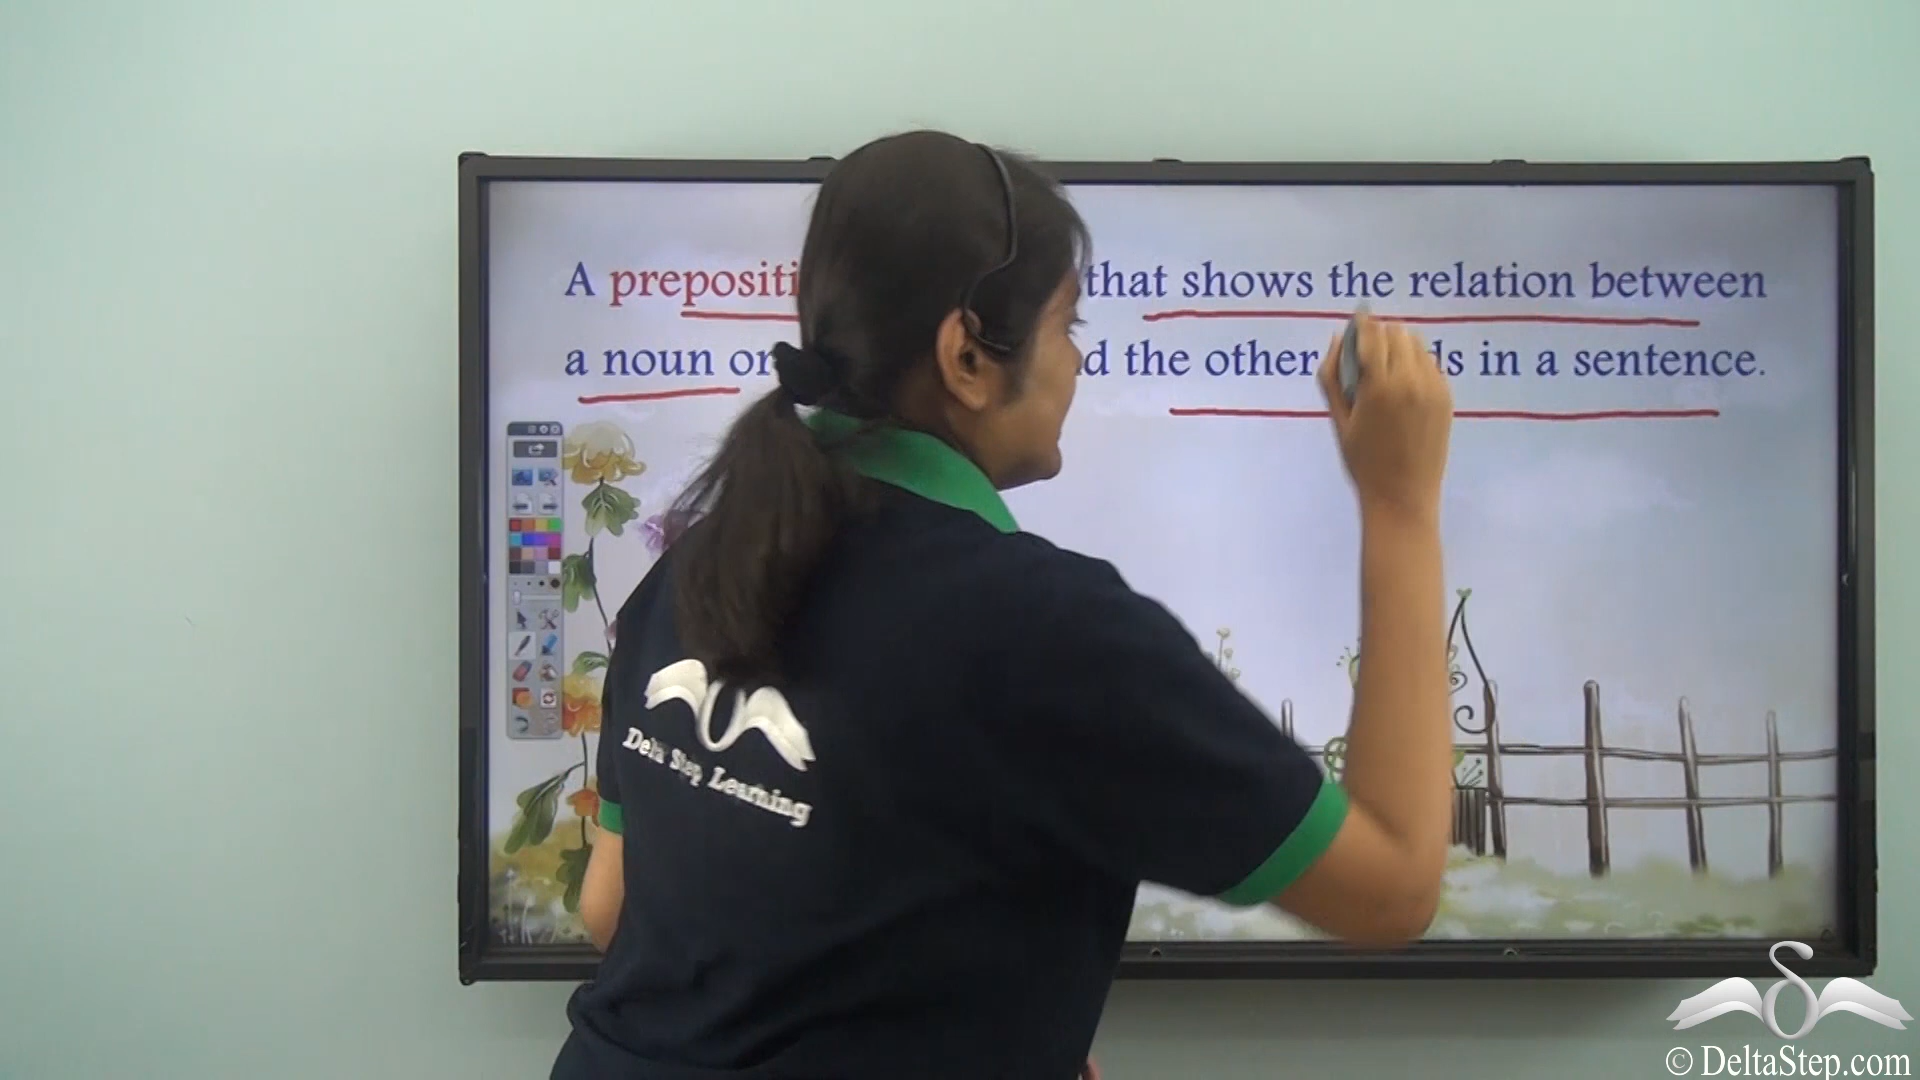 A prepositi that shows the relation between
a noun or d the other ds in a sentence.
Delta Step Learning
© DeltaStep.com